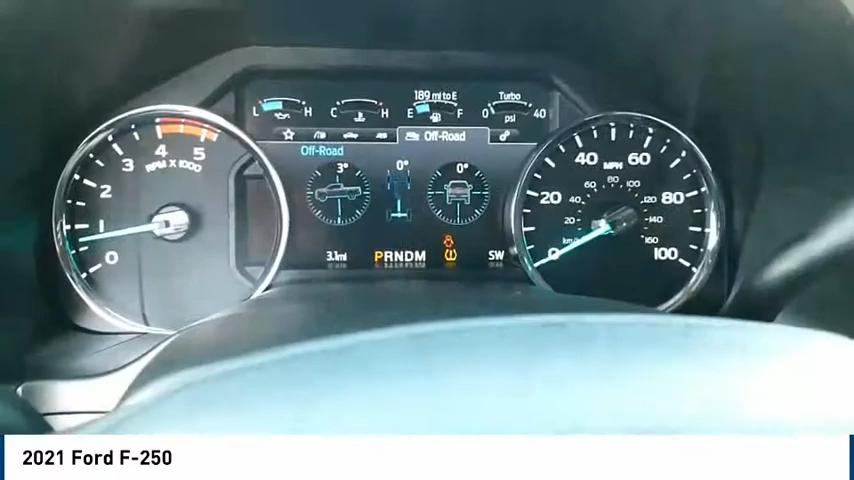 189 mi to E
Turbo
L H C H E F 0 40
psi
Off-Road
Off-Road
3° 0° 0°
3.1mi PRNDM SW
0 1 2 3 4 5
RPM X 1000
0 20 40 60 80 100
MPH
20 40 60 80 100 120 140 160
km/h
2021 Ford F-250